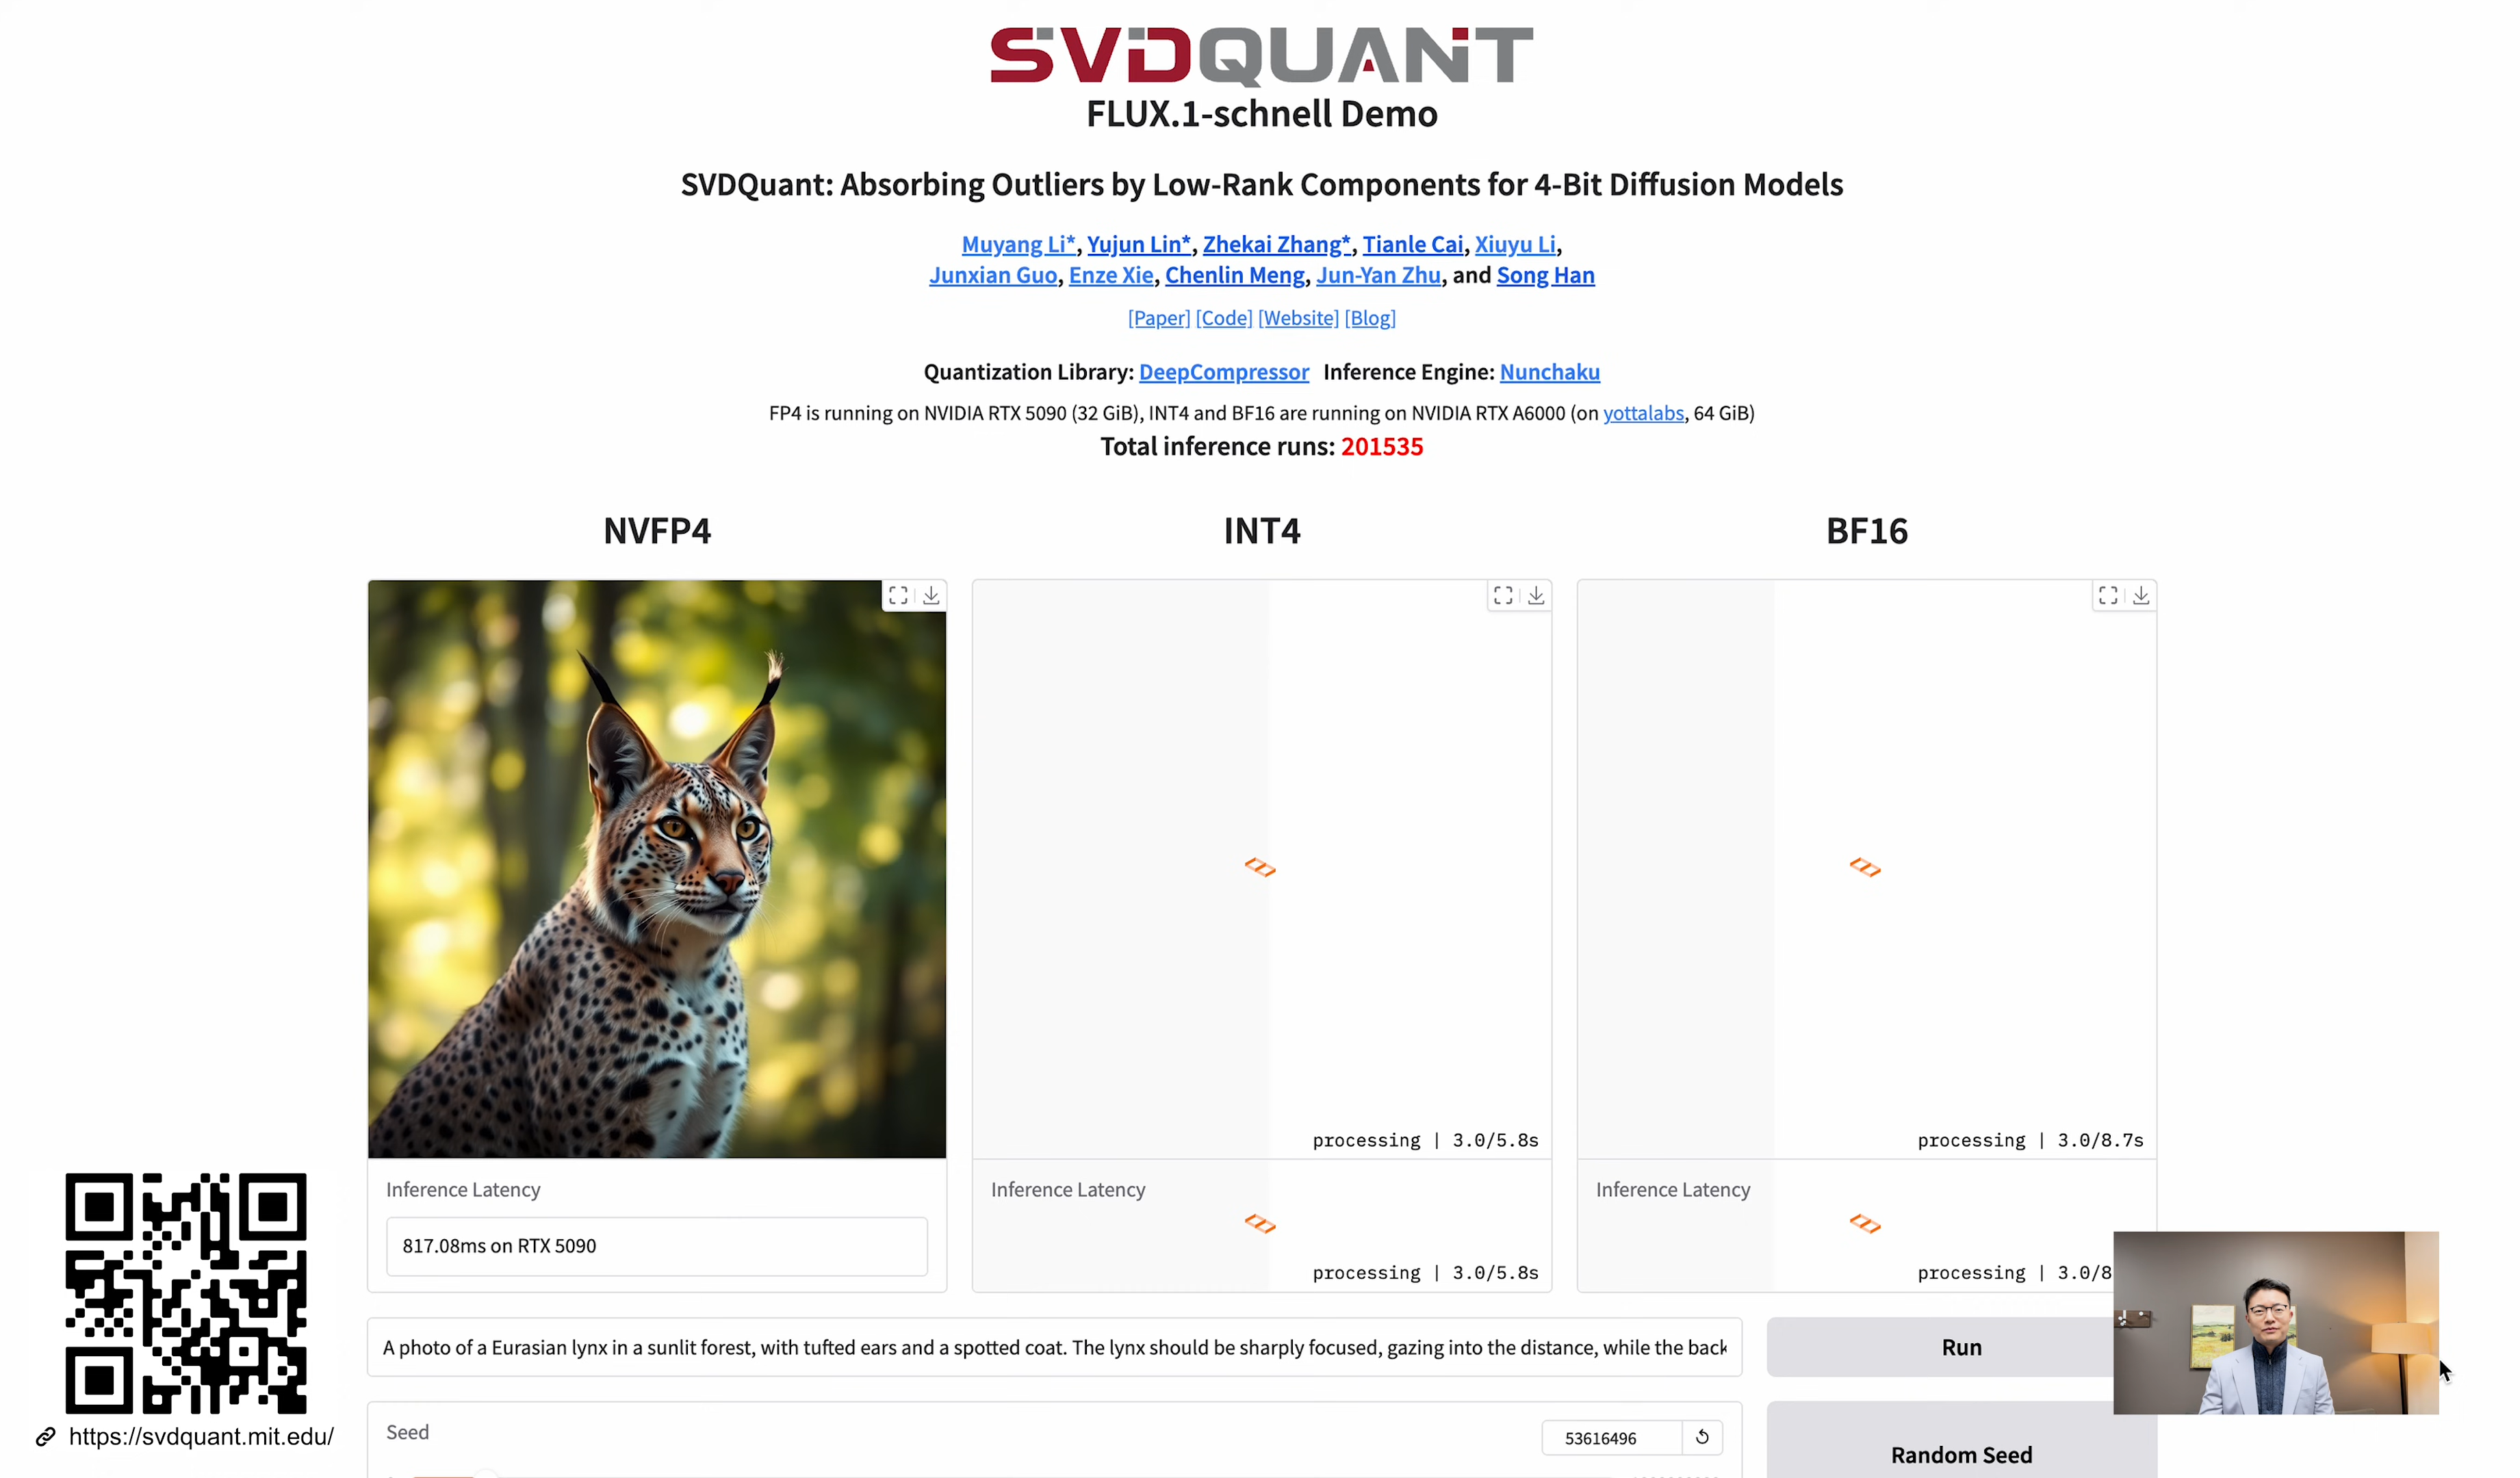 SVDQUANT
FLUX.1-schnell Demo
SVDQuant: Absorbing Outliers by Low-Rank Components for 4-Bit Diffusion Models
Muyang Li*, Yujun Lin*, Zhekai Zhang*, Tianle Cai, Xiuyu Li,
Junxian Guo, Enze Xie, Chenlin Meng, Jun-Yan Zhu, and Song Han
[Paper] [Code] [Website] [Blog]
Quantization Library: DeepCompressor Inference Engine: Nunchaku
FP4 is running on NVIDIA RTX 5090 (32 GiB), INT4 and BF16 are running on NVIDIA RTX A6000 (on yottalabs, 64 GiB)
Total inference runs: 201535
NVFP4
INT4
BF16
processing | 3.0/5.8s
processing | 3.0/8.7s
Inference Latency
Inference Latency
Inference Latency
817.08ms on RTX 5090
processing | 3.0/5.8s
processing | 3.0/8
A photo of a Eurasian lynx in a sunlit forest, with tufted ears and a spotted coat. The lynx should be sharply focused, gazing into the distance, while the back
Run
https://svdquant.mit.edu/
Seed
53616496
Random Seed